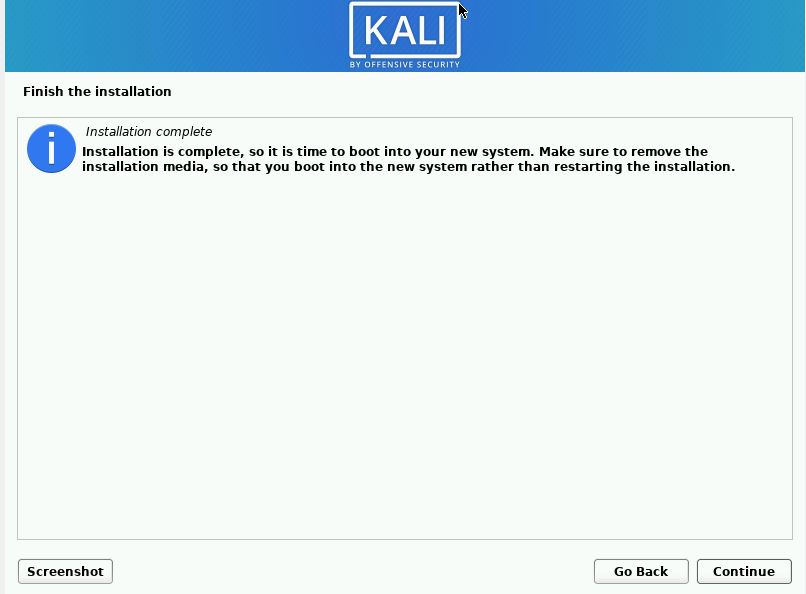 KALI
BY OFFENSIVE SECURITY
Finish the installation
Installation complete
Installation is complete, so it is time to boot into your new system. Make sure to remove the
installation media, so that you boot into the new system rather than restarting the installation.
Screenshot
Go Back
Continue